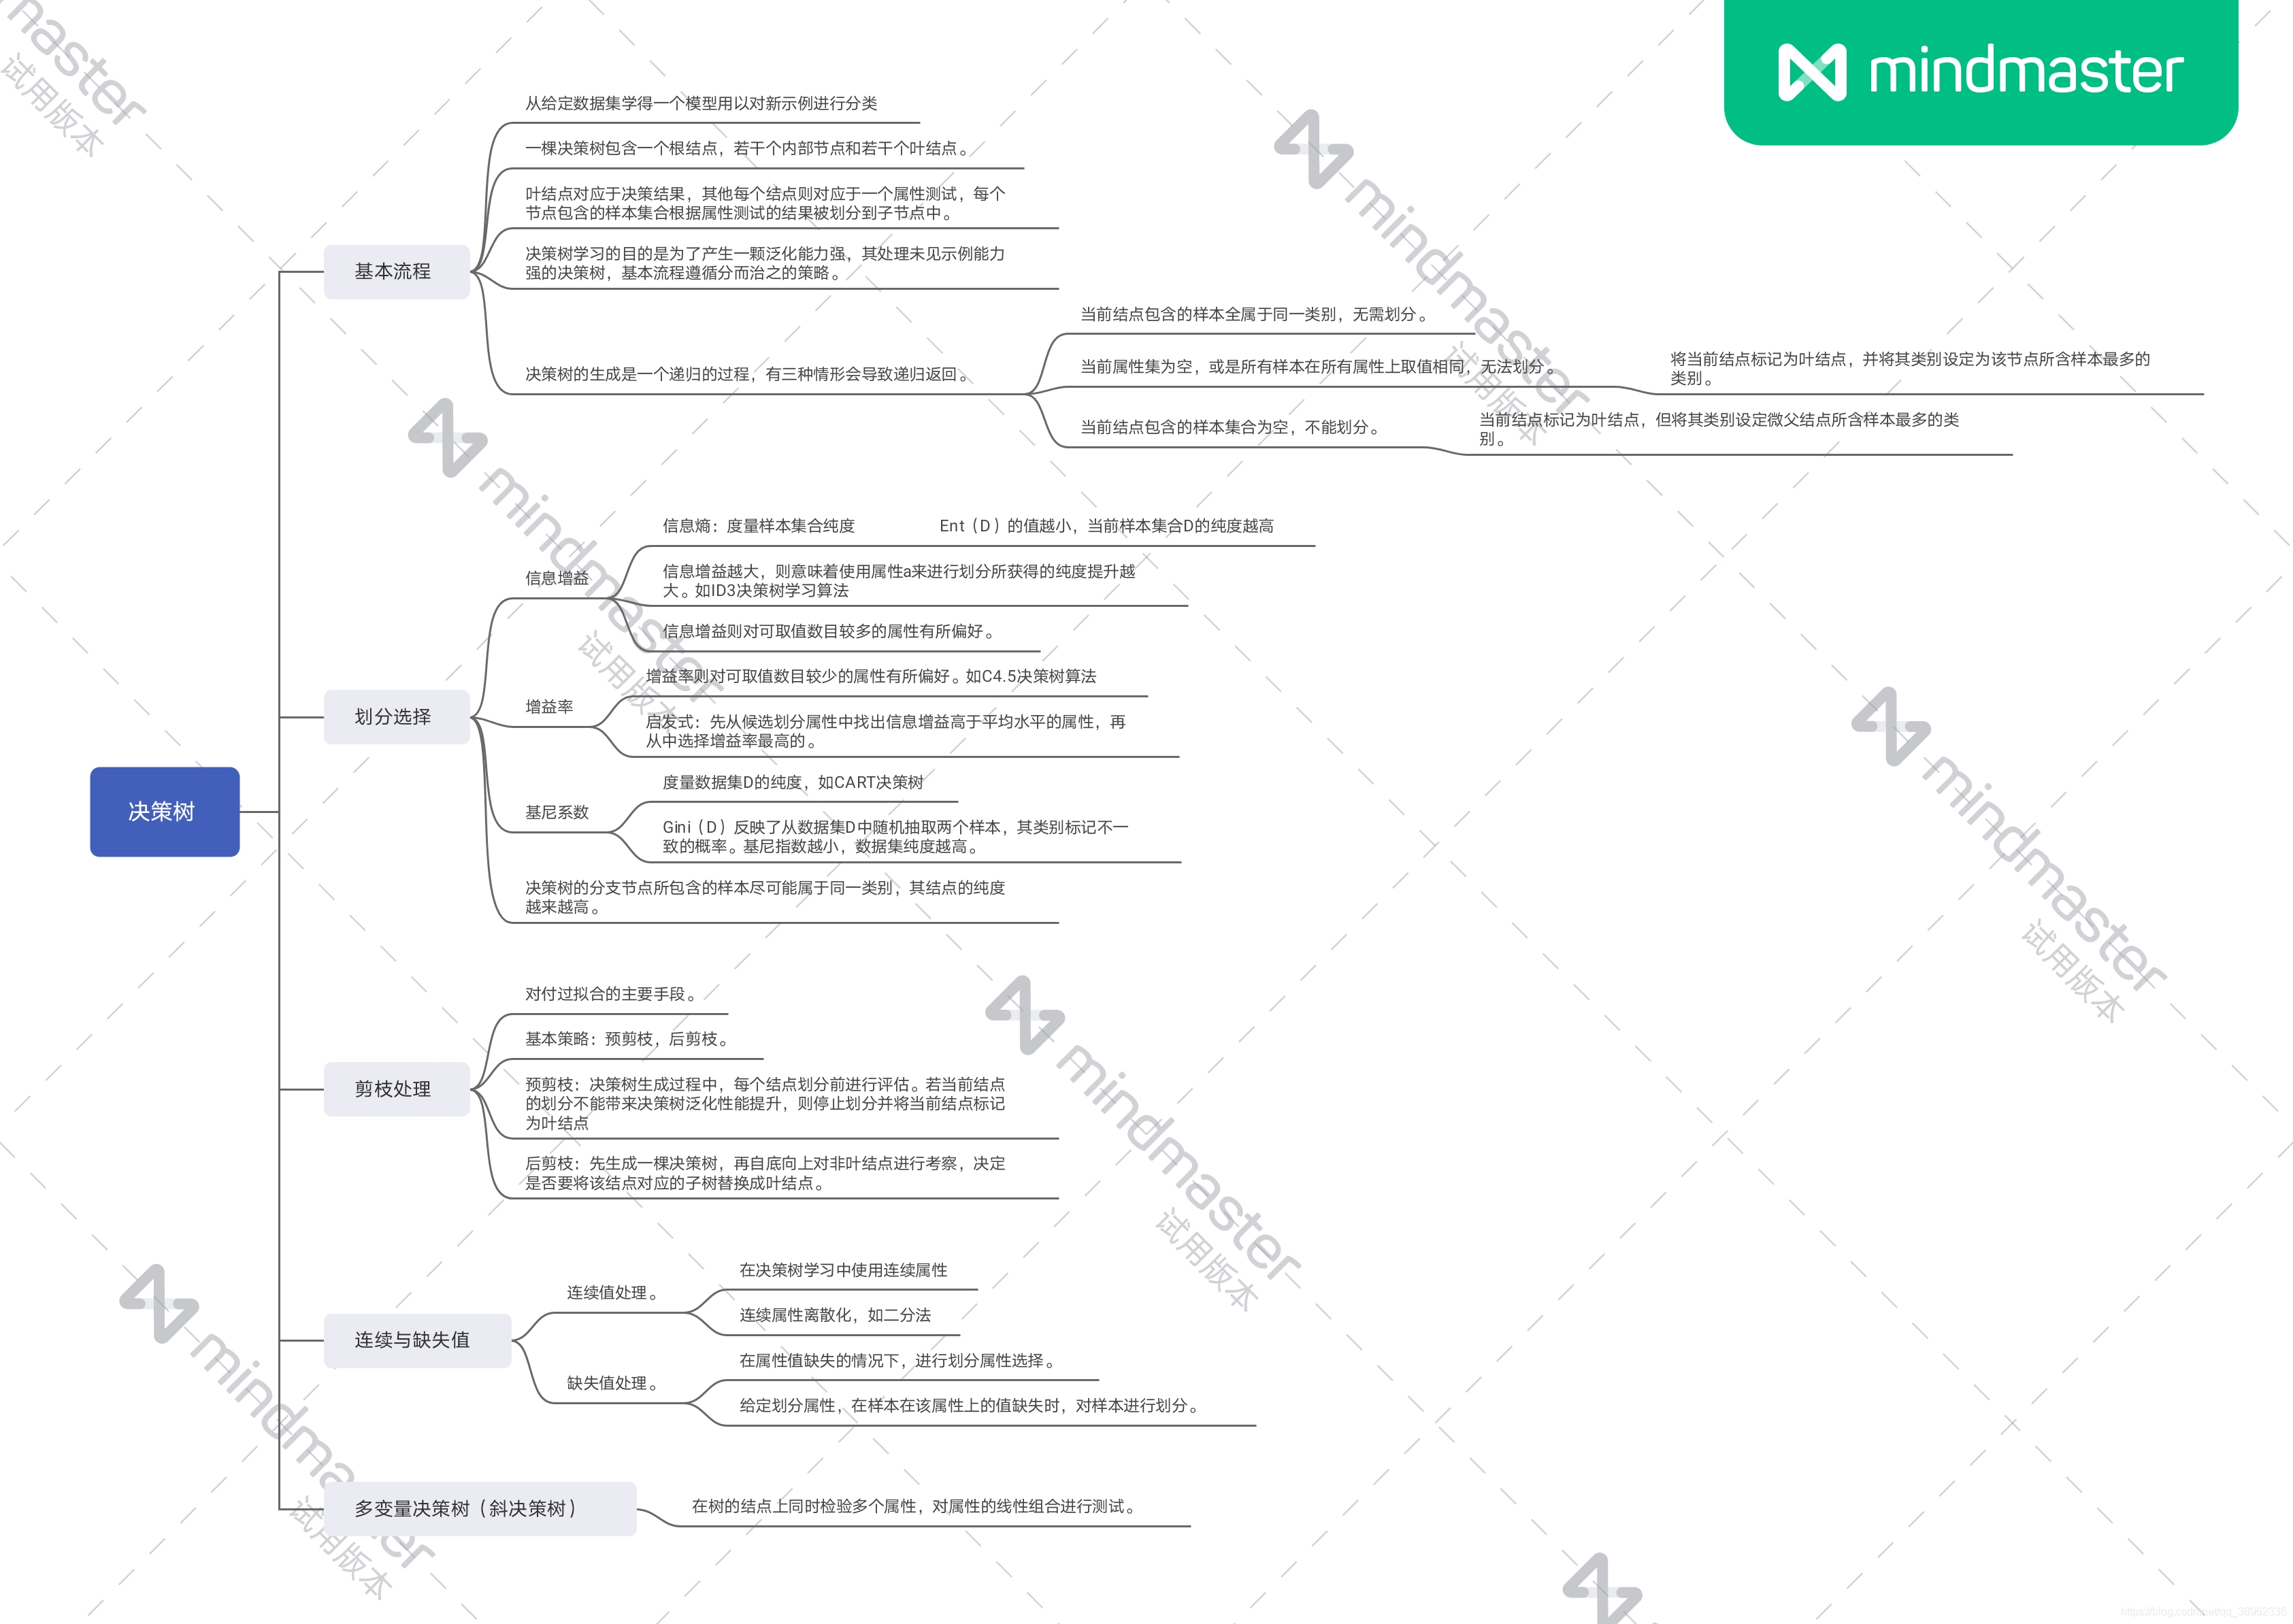 mindmaster
从给定数据集学得一个模型用以对新示例进行分类
一棵决策树包含一个根结点，若干个内部节点和若干个叶结点。
叶结点对应于决策结果，其他每个结点则对应于一个属性测试，每个
节点包含的样本集合根据属性测试的结果被划分到子节点中。
决策树学习的目的是为了产生一颗泛化能力强，其处理未见示例能力
强的决策树，基本流程遵循分而治之的策略。
基本流程
决策树的生成是一个递归的过程，有三种情形会导致递归返回。
当前结点包含的样本全属于同一类别，无需划分。
当前属性集为空，或是所有样本在所有属性上取值相同，无法划分。
将当前结点标记为叶结点，并将其类别设定为该节点所含样本最多的
类别。
当前结点包含的样本集合为空，不能划分。
当前结点标记为叶结点，但将其类别设定微父结点所含样本最多的类
别。
信息熵：度量样本集合纯度 Ent（D）的值越小，当前样本集合D的纯度越高
信息增益
信息增益越大，则意味着使用属性a来进行划分所获得的纯度提升越
大。如ID3决策树学习算法
信息增益则对可取值数目较多的属性有所偏好。
增益率则对可取值数目较少的属性有所偏好。如C4.5决策树算法
增益率
启发式：先从候选划分属性中找出信息增益高于平均水平的属性，再
从中选择增益率最高的。
划分选择
度量数据集D的纯度，如CART决策树
基尼系数
Gini（D）反映了从数据集D中随机抽取两个样本，其类别标记不一
致的概率。基尼指数越小，数据集纯度越高。
决策树的分支节点所包含的样本尽可能属于同一类别，其结点的纯度
越来越高。
决策树
对付过拟合的主要手段。
基本策略：预剪枝，后剪枝。
剪枝处理
预剪枝：决策树生成过程中，每个结点划分前进行评估。若当前结点
的划分不能带来决策树泛化性能提升，则停止划分并将当前结点标记
为叶结点
后剪枝：先生成一棵决策树，再自底向上对非叶结点进行考察，决定
是否要将该结点对应的子树替换成叶结点。
连续与缺失值
连续值处理。
在决策树学习中使用连续属性
连续属性离散化，如二分法
缺失值处理。
在属性值缺失的情况下，进行划分属性选择。
给定划分属性，在样本在该属性上的值缺失时，对样本进行划分。
多变量决策树（斜决策树）
在树的结点上同时检验多个属性，对属性的线性组合进行测试。
mindmaster
试用版本
mindmaster
试用版本
mindmaster
试用版本
mindmaster
试用版本
mindmaster
试用版本
mindmaster
试用版本